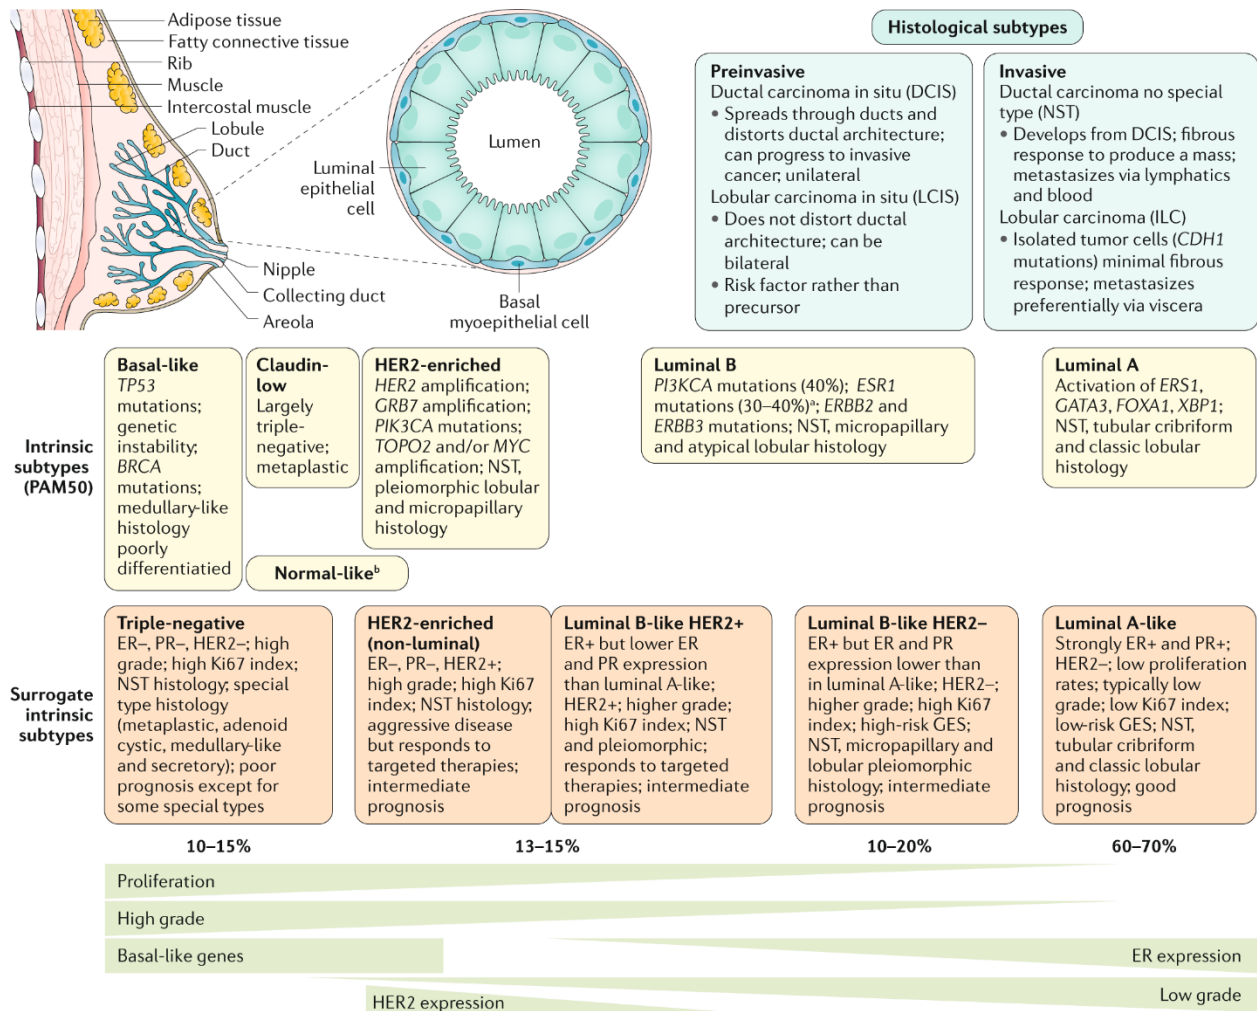 Adipose tissue
Fatty connective tissue
Rib
Muscle
Intercostal muscle
Lobule
Duct
Nipple
Collecting duct
Areola
Luminal
epithelial
cell
Lumen
Basal
myoepithelial cell
Histological subtypes
Preinvasive
Ductal carcinoma in situ (DCIS)
• Spreads through ducts and
distorts ductal architecture;
can progress to invasive
cancer; unilateral
Lobular carcinoma in situ (LCIS)
• Does not distort ductal
architecture; can be
bilateral
• Risk factor rather than
precursor
Invasive
Ductal carcinoma no special
type (NST)
• Develops from DCIS; fibrous
response to produce a mass;
metastasizes via lymphatics
and blood
Lobular carcinoma (ILC)
• Isolated tumor cells (CDH1
mutations) minimal fibrous
response; metastasizes
preferentially via viscera
Intrinsic
subtypes
(PAM50)
Basal-like
TP53
mutations;
genetic
instability;
BRCA
mutations;
medullary-like
histology
poorly
differentiatied
Claudin-
low
Largely
triple-
negative;
metaplastic
HER2-enriched
HER2 amplification;
GRB7 amplification;
PIK3CA mutations;
TOPO2 and/or MYC
amplification; NST,
pleiomorphic lobular
and micropapillary
histology
Normal-likeᵇ
Luminal B
PI3KCA mutations (40%); ESR1
mutations (30–40%)ᵃ; ERBB2 and
ERBB3 mutations; NST, micropapillary
and atypical lobular histology
Luminal A
Activation of ERS1,
GATA3, FOXA1, XBP1;
NST, tubular cribriform
and classic lobular
histology
Surrogate
intrinsic
subtypes
Triple-negative
ER–, PR–, HER2–; high
grade; high Ki67 index;
NST histology; special
type histology
(metaplastic, adenoid
cystic, medullary-like
and secretory); poor
prognosis except for
some special types
HER2-enriched
(non-luminal)
ER–, PR–, HER2+;
high grade; high Ki67
index; NST histology;
aggressive disease
but responds to
targeted therapies;
intermediate
prognosis
Luminal B-like HER2+
ER+ but lower ER
and PR expression
than luminal A-like;
HER2+; higher grade;
high Ki67 index; NST
and pleiomorphic;
responds to targeted
therapies; intermediate
prognosis
Luminal B-like HER2–
ER+ but ER and PR
expression lower than
in luminal A-like; HER2–;
higher grade; high Ki67
index; high-risk GES;
NST, micropapillary and
lobular pleiomorphic
histology; intermediate
prognosis
Luminal A-like
Strongly ER+ and PR+;
HER2–; low proliferation
rates; typically low
grade; low Ki67 index;
low-risk GES; NST,
tubular cribriform
and classic lobular
histology; good
prognosis
10–15%
13–15%
10–20%
60–70%
Proliferation
High grade
Basal-like genes
ER expression
HER2 expression
Low grade